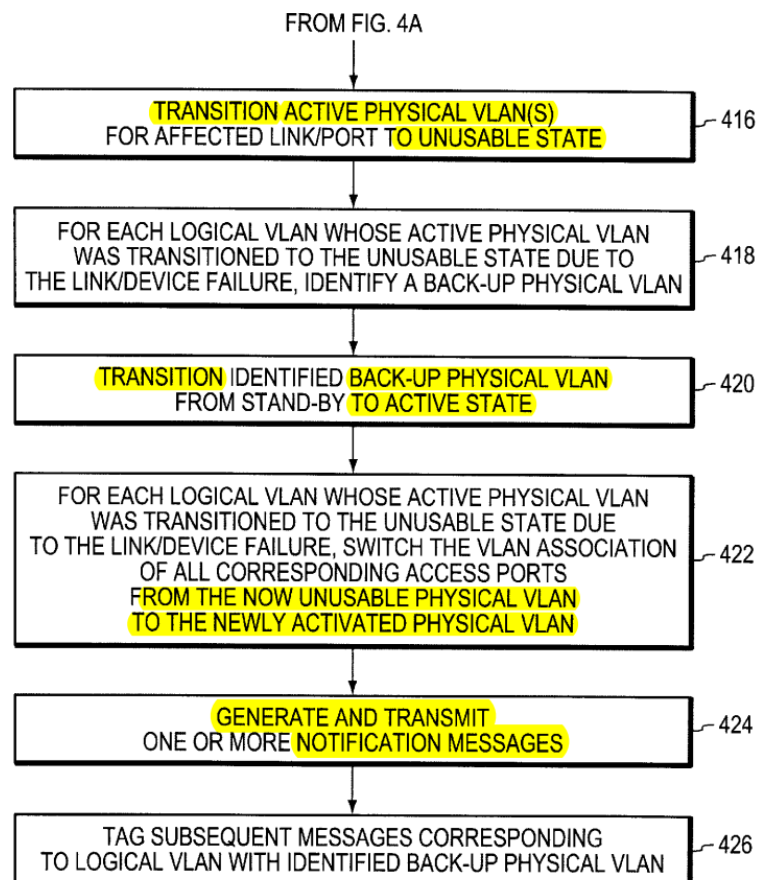 FROM FIG. 4A
TRANSITION ACTIVE PHYSICAL VLAN(S)
FOR AFFECTED LINK/PORT TO UNUSABLE STATE
416
FOR EACH LOGICAL VLAN WHOSE ACTIVE PHYSICAL VLAN
WAS TRANSITIONED TO THE UNUSABLE STATE DUE TO
THE LINK/DEVICE FAILURE, IDENTIFY A BACK-UP PHYSICAL VLAN
418
TRANSITION IDENTIFIED BACK-UP PHYSICAL VLAN
FROM STAND-BY TO ACTIVE STATE
420
FOR EACH LOGICAL VLAN WHOSE ACTIVE PHYSICAL VLAN
WAS TRANSITIONED TO THE UNUSABLE STATE DUE
TO THE LINK/DEVICE FAILURE, SWITCH THE VLAN ASSOCIATION
OF ALL CORRESPONDING ACCESS PORTS
FROM THE NOW UNUSABLE PHYSICAL VLAN
TO THE NEWLY ACTIVATED PHYSICAL VLAN
422
GENERATE AND TRANSMIT
ONE OR MORE NOTIFICATION MESSAGES
424
TAG SUBSEQUENT MESSAGES CORRESPONDING
TO LOGICAL VLAN WITH IDENTIFIED BACK-UP PHYSICAL VLAN
426